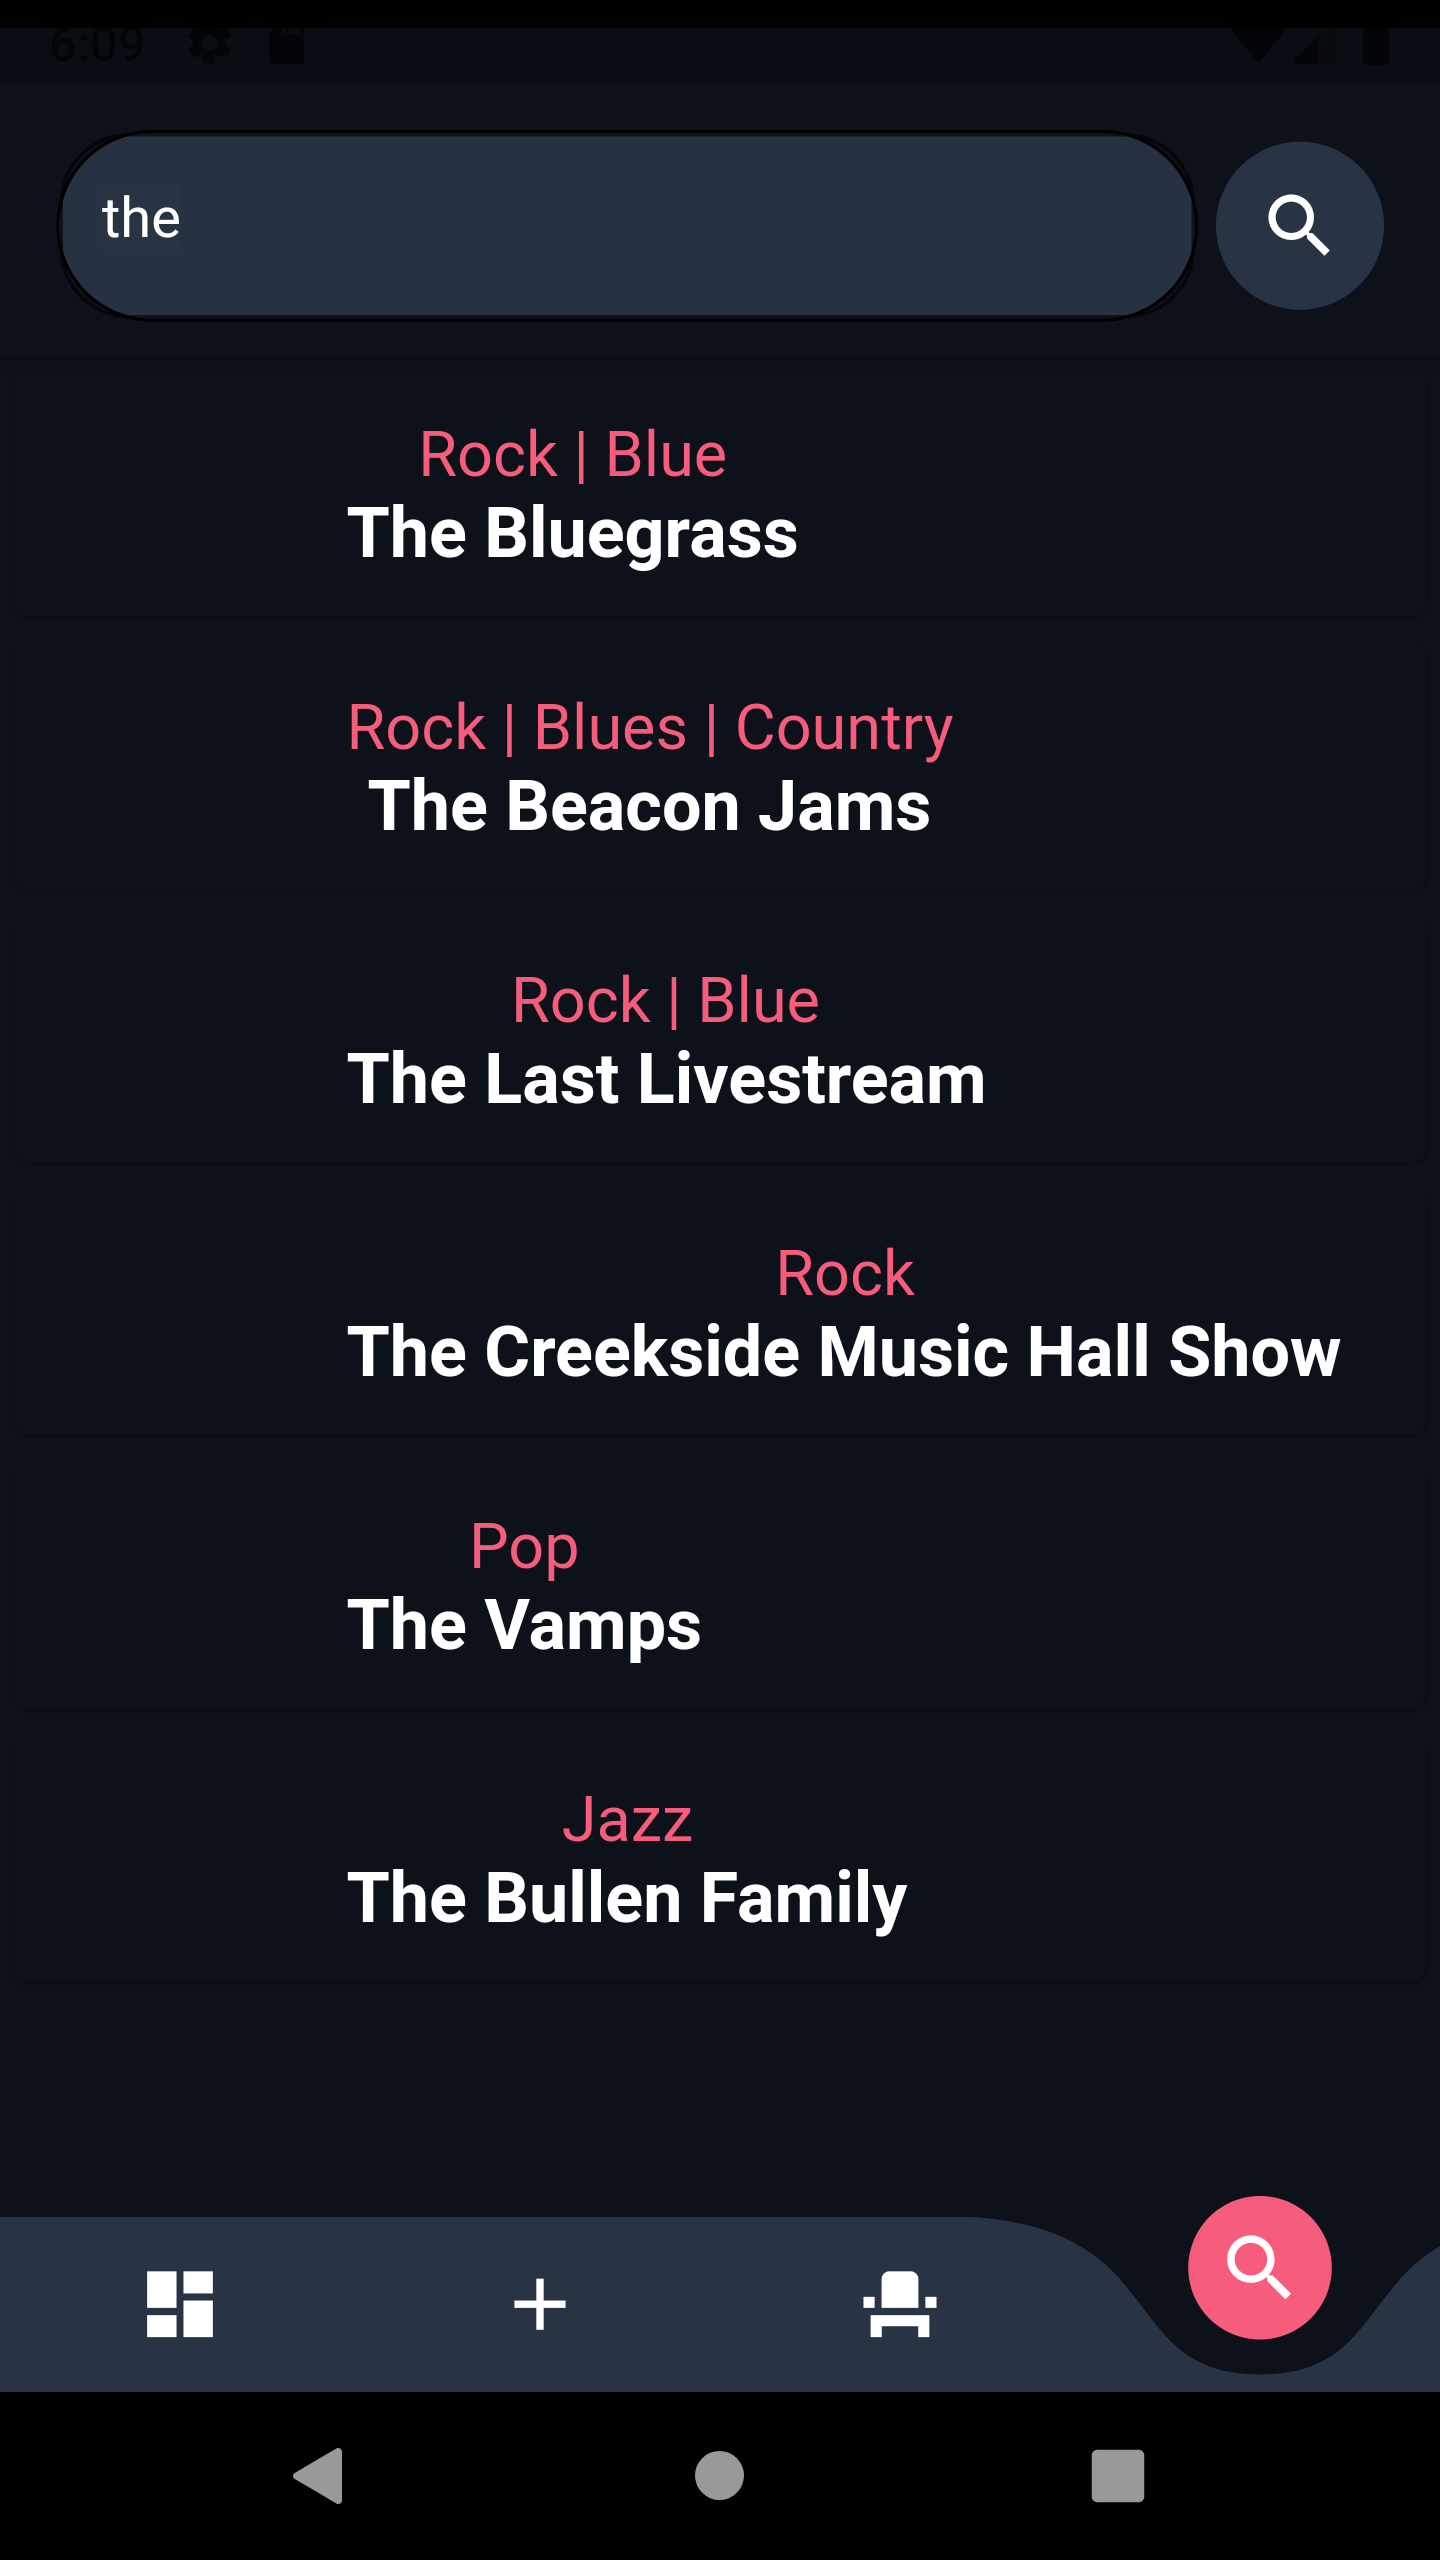 6:09
the
Rock | Blue
The Bluegrass
Rock | Blues | Country
The Beacon Jams
Rock | Blue
The Last Livestream
Rock
The Creekside Music Hall Show
Pop
The Vamps
Jazz
The Bullen Family